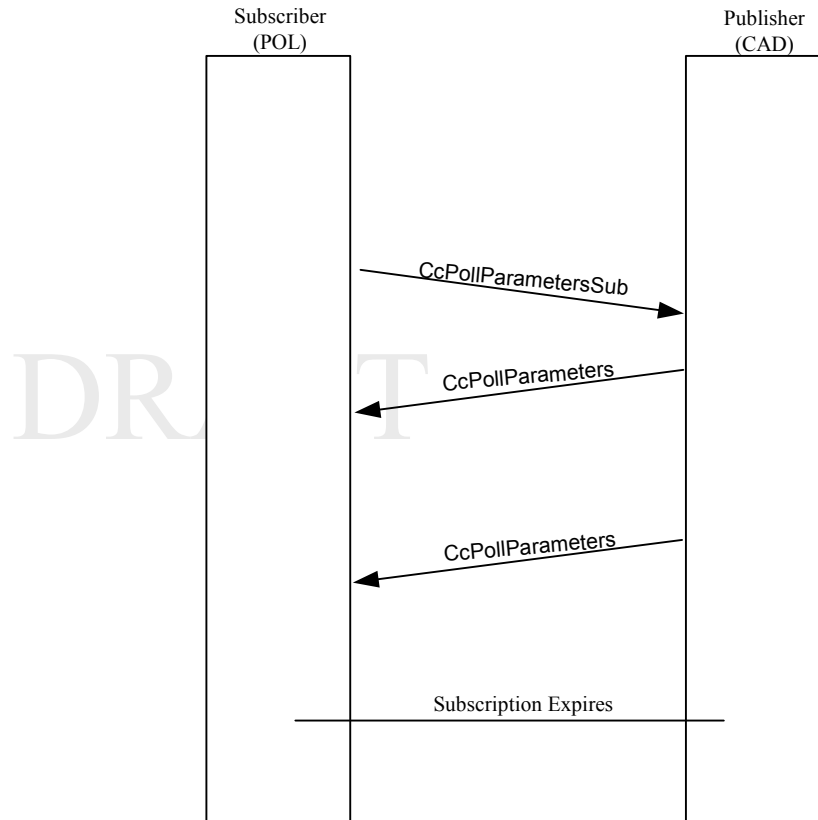 Subscriber
(POL)
Publisher
(CAD)
CcPollParametersSub
DRAFT
CcPollParameters
CcPollParameters
Subscription Expires